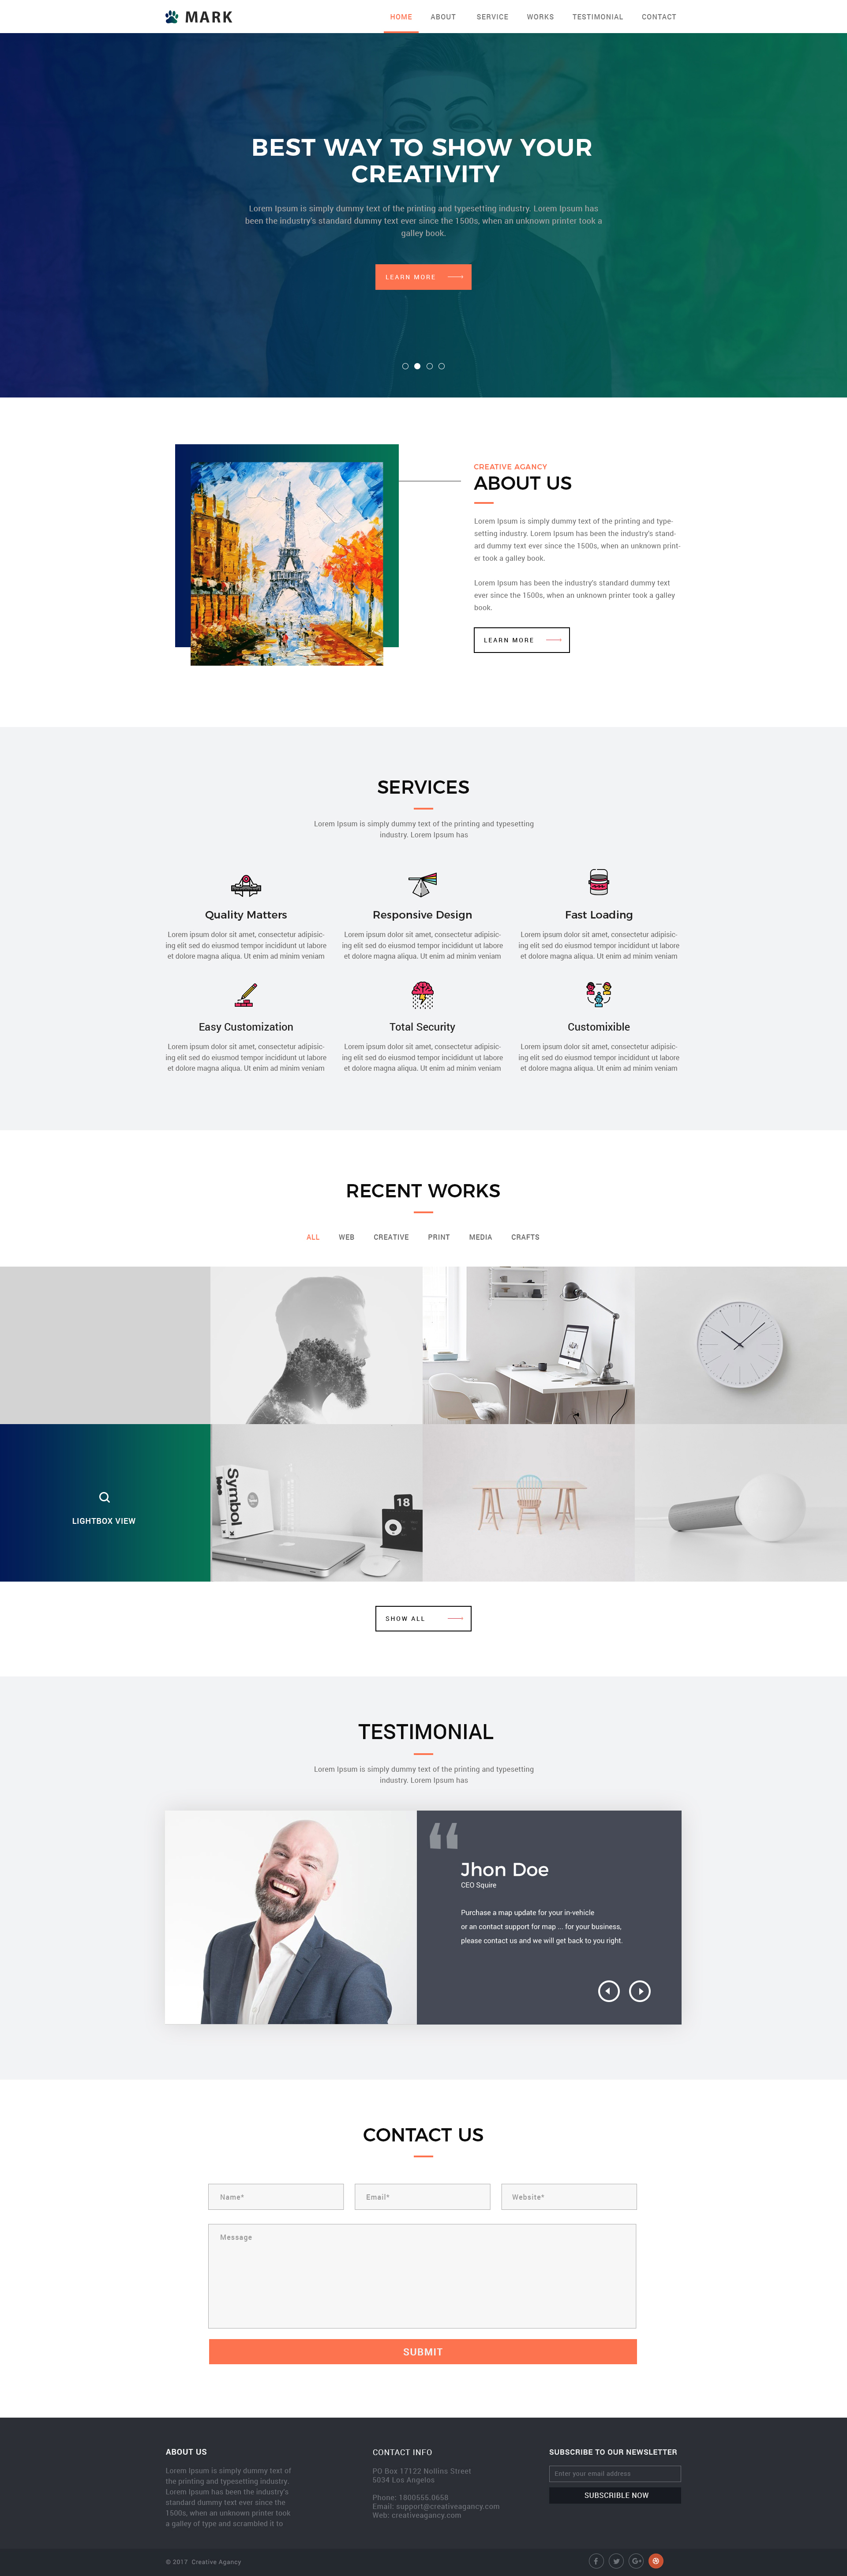 MARK
HOME ABOUT SERVICE WORKS TESTIMONIAL CONTACT
BEST WAY TO SHOW YOUR
CREATIVITY
Lorem Ipsum is simply dummy text of the printing and typesetting industry. Lorem Ipsum has
been the industry's standard dummy text ever since the 1500s, when an unknown printer took a
galley book.
LEARN MORE
CREATIVE AGANCY
ABOUT US
Lorem Ipsum is simply dummy text of the printing and type-
setting industry. Lorem Ipsum has been the industry's stand-
ard dummy text ever since the 1500s, when an unknown print-
er took a galley book.
Lorem Ipsum has been the industry's standard dummy text
ever since the 1500s, when an unknown printer took a galley
book.
LEARN MORE
SERVICES
Lorem Ipsum is simply dummy text of the printing and typesetting
industry. Lorem Ipsum has
Quality Matters
Lorem ipsum dolor sit amet, consectetur adipisic-
ing elit sed do eiusmod tempor incididunt ut labore
et dolore magna aliqua. Ut enim ad minim veniam
Responsive Design
Lorem ipsum dolor sit amet, consectetur adipisic-
ing elit sed do eiusmod tempor incididunt ut labore
et dolore magna aliqua. Ut enim ad minim veniam
Fast Loading
Lorem ipsum dolor sit amet, consectetur adipisic-
ing elit sed do eiusmod tempor incididunt ut labore
et dolore magna aliqua. Ut enim ad minim veniam
Easy Customization
Lorem ipsum dolor sit amet, consectetur adipisic-
ing elit sed do eiusmod tempor incididunt ut labore
et dolore magna aliqua. Ut enim ad minim veniam
Total Security
Lorem ipsum dolor sit amet, consectetur adipisic-
ing elit sed do eiusmod tempor incididunt ut labore
et dolore magna aliqua. Ut enim ad minim veniam
Customixible
Lorem ipsum dolor sit amet, consectetur adipisic-
ing elit sed do eiusmod tempor incididunt ut labore
et dolore magna aliqua. Ut enim ad minim veniam
RECENT WORKS
ALL WEB CREATIVE PRINT MEDIA CRAFTS
LIGHTBOX VIEW
Symbol
18
SHOW ALL
TESTIMONIAL
Lorem Ipsum is simply dummy text of the printing and typesetting
industry. Lorem Ipsum has
“
Jhon Doe
CEO Squire
Purchase a map update for your in-vehicle
or an contact support for map ... for your business,
please contact us and we will get back to you right.
CONTACT US
Name* Email* Website*
Message
SUBMIT
ABOUT US
Lorem Ipsum is simply dummy text of
the printing and typesetting industry.
Lorem Ipsum has been the industry's
standard dummy text ever since the
1500s, when an unknown printer took
a galley of type and scrambled it to
CONTACT INFO
PO Box 17122 Nollins Street
5034 Los Angelos
Phone: 1800555.0658
Email: support@creativeagancy.com
Web: creativeagancy.com
SUBSCRIBE TO OUR NEWSLETTER
Enter your email address
SUBSCRIBLE NOW
© 2017 Creative Agancy
f G+